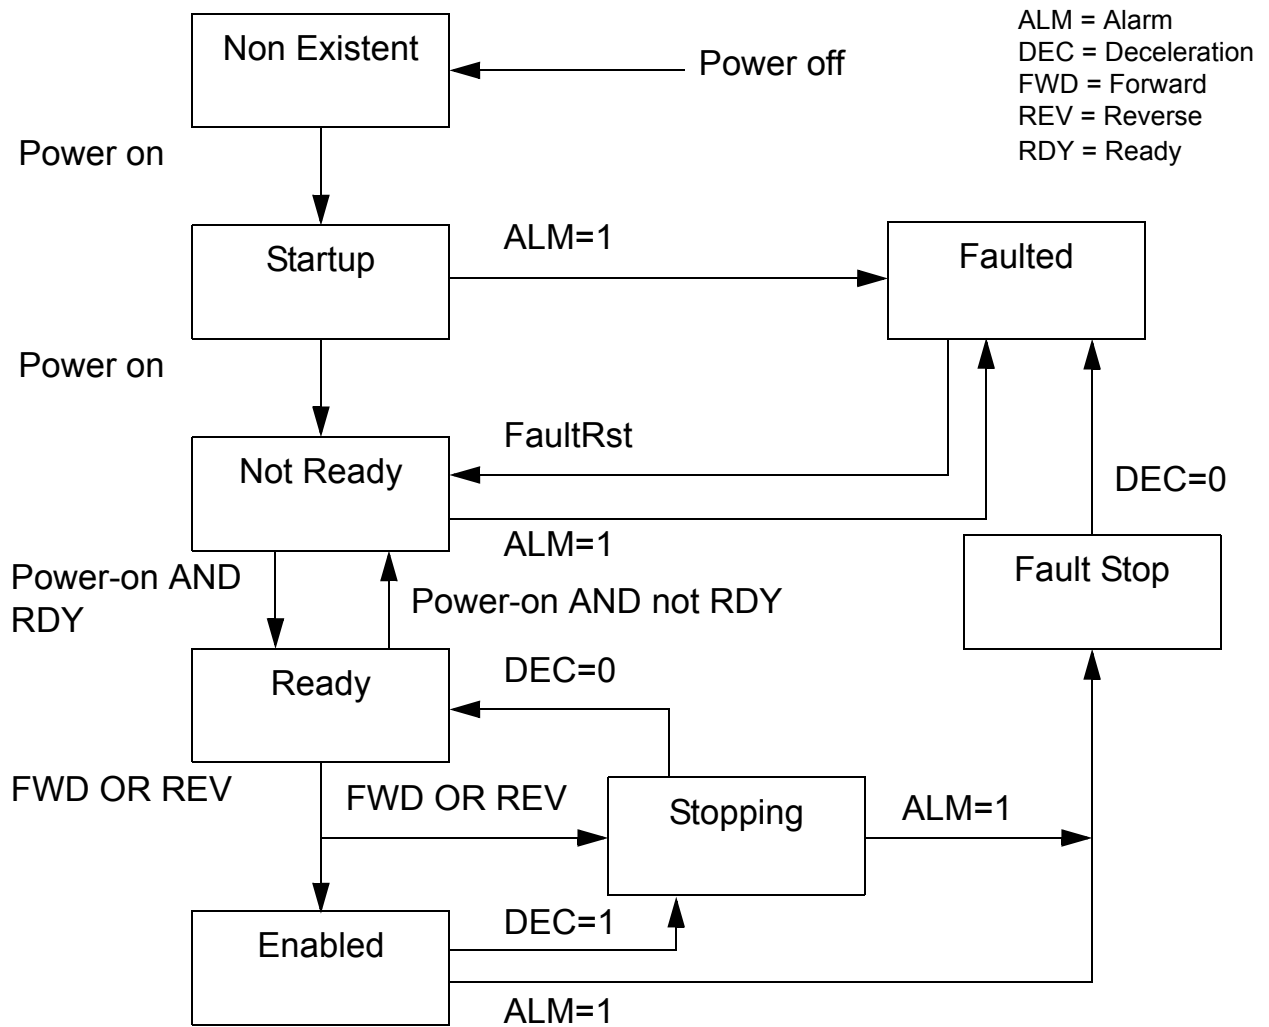 Non Existent
Power off
ALM = Alarm
DEC = Deceleration
FWD = Forward
REV = Reverse
RDY = Ready
Power on
Startup
ALM=1
Faulted
Power on
Not Ready
FaultRst
DEC=0
ALM=1
Fault Stop
Power-on AND
RDY
Power-on AND not RDY
Ready
DEC=0
FWD OR REV
FWD OR REV
Stopping
ALM=1
Enabled
DEC=1
ALM=1